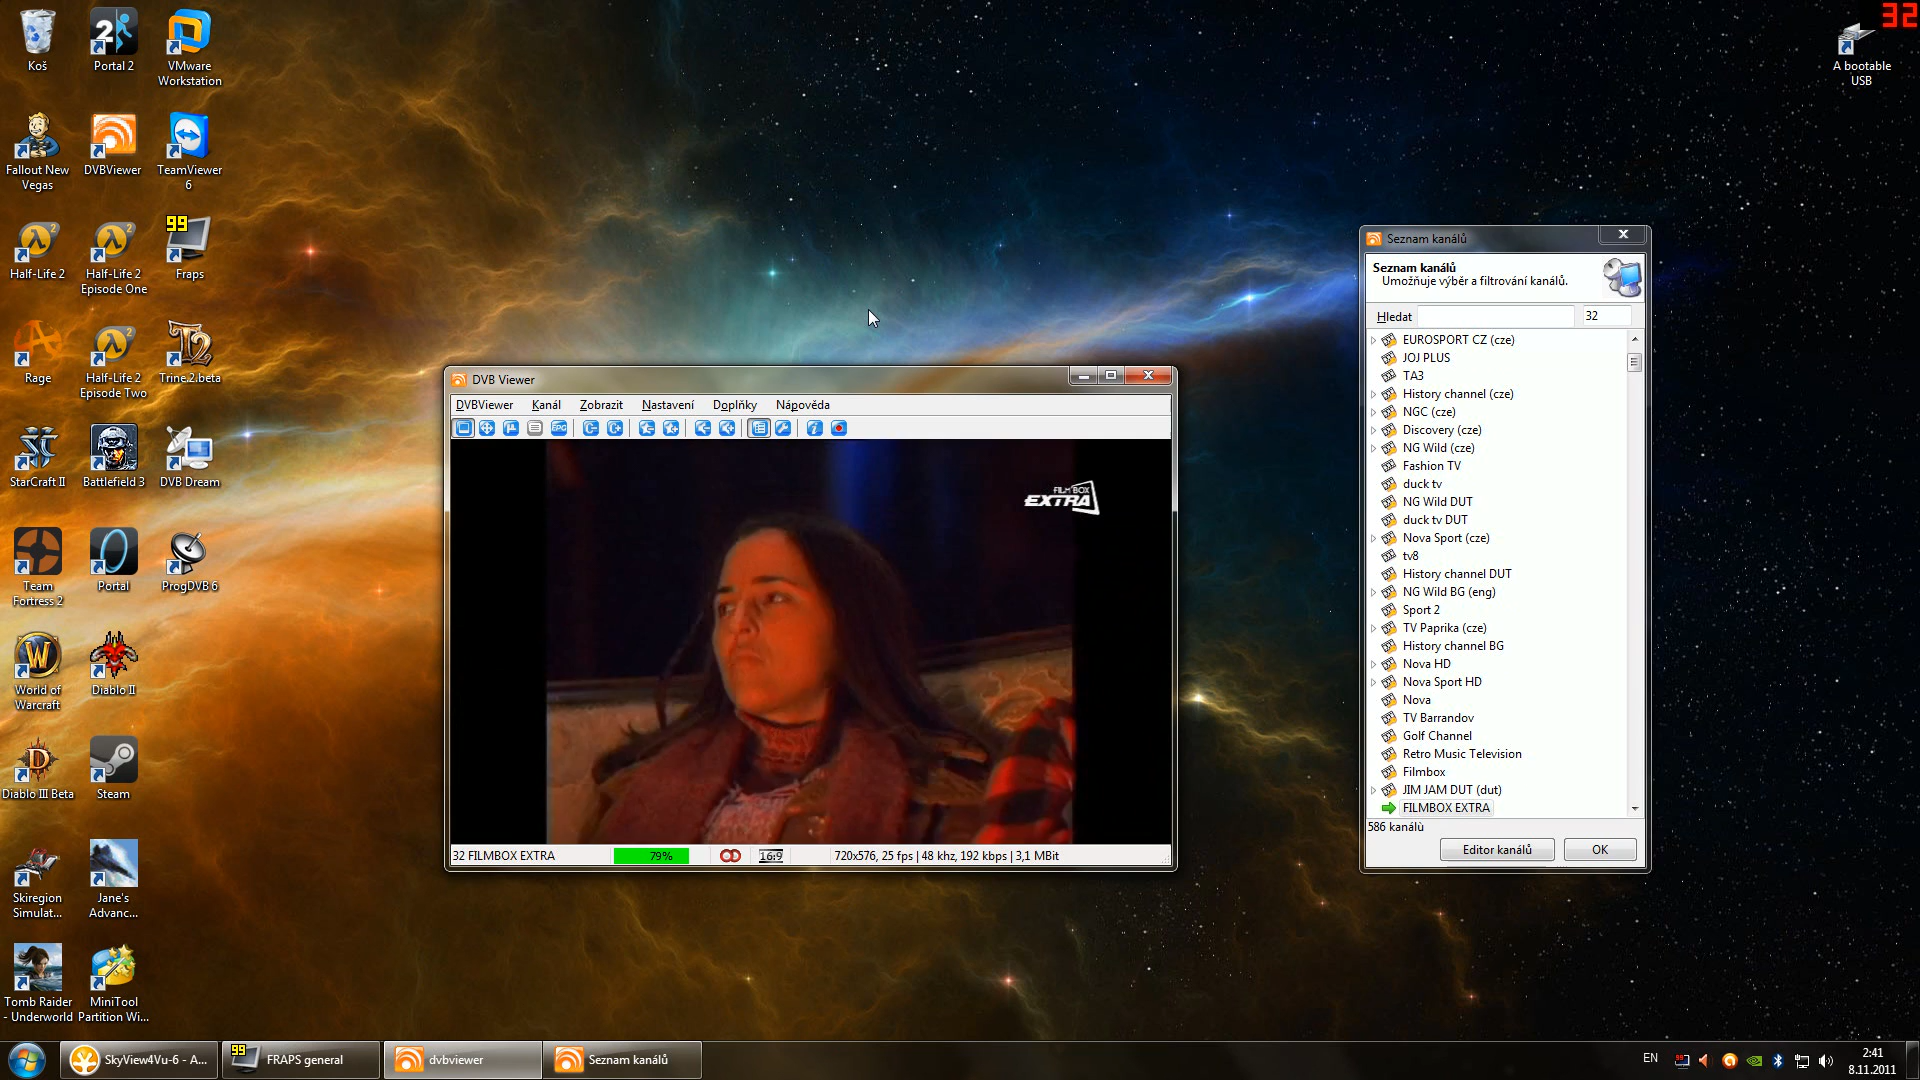 Koš
Portal 2
VMware
Workstation
Fallout New
Vegas
DVBViewer
TeamViewer
6
Half-Life 2
Half-Life 2
Episode One
99
Fraps
Rage
Half-Life 2
Episode Two
Trine.2.beta
StarCraft II
Battlefield 3
DVB Dream
Team
Fortress 2
Portal
ProgDVB 6
World of
Warcraft
Diablo II
Diablo III Beta
Steam
Skiregion
Simulat...
Jane's
Advanc...
Tomb Raider
- Underworld
MiniTool
Partition Wi...
32
A bootable
USB
DVB Viewer
DVBViewer Kanál Zobrazit Nastavení Doplňky Nápověda
EPG
FILM BOX
EXTRA
32 FILMBOX EXTRA
79%
16:9
720x576, 25 fps | 48 khz, 192 kbps | 3,1 MBit
Seznam kanálů
Seznam kanálů
Umožňuje výběr a filtrování kanálů.
Hledat
32
EUROSPORT CZ (cze)
JOJ PLUS
TA3
History channel (cze)
NGC (cze)
Discovery (cze)
NG Wild (cze)
Fashion TV
duck tv
NG Wild DUT
duck tv DUT
Nova Sport (cze)
tv8
History channel DUT
NG Wild BG (eng)
Sport 2
TV Paprika (cze)
History channel BG
Nova HD
Nova Sport HD
Nova
TV Barrandov
Golf Channel
Retro Music Television
Filmbox
JIM JAM DUT (dut)
FILMBOX EXTRA
586 kanálù
Editor kanálů
OK
SkyView4Vu-6 - A...
99
FRAPS general
dvbviewer
Seznam kanálů
EN
2:41
8.11.2011